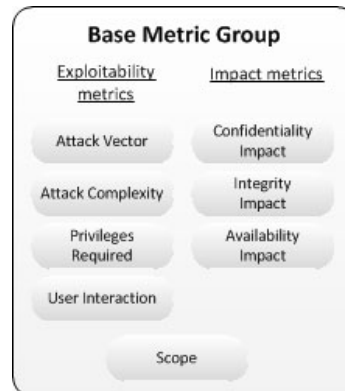 Base Metric Group
Exploitability
metrics
Attack Vector
Attack Complexity
Privileges
Required
User Interaction
Impact metrics
Confidentiality
Impact
Integrity
Impact
Availability
Impact
Scope